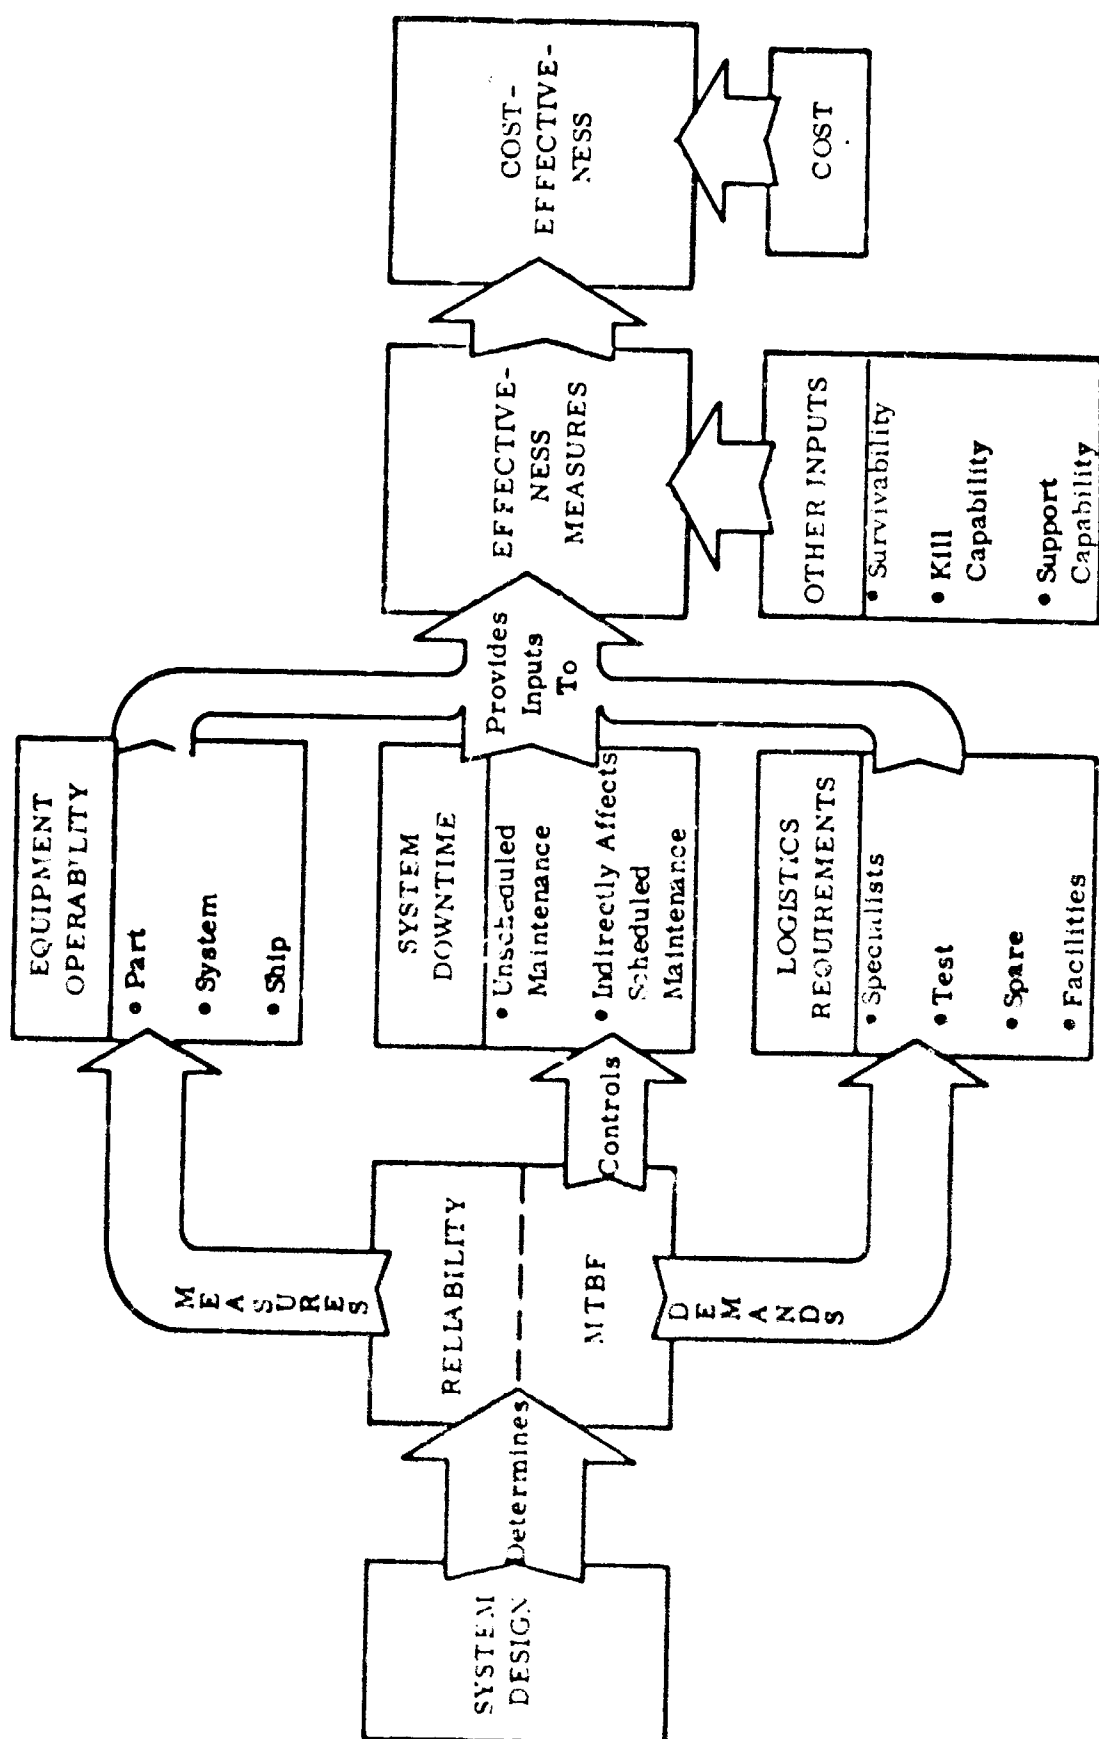 SYSTEM
DESIGN
Determines
RELIABILITY
MTBF
MEASURES
Controls
DEMANDS
EQUIPMENT
OPERABILITY
• Part
• System
• Ship
SYSTEM
DOWNTIME
• Unscheduled
Maintenance
• Indirectly Affects
Scheduled
Maintenance
LOGISTICS
REQUIREMENTS
• Specialists
• Test
• Spare
• Facilities
Provides
Inputs
To
EFFECTIVE-
NESS
MEASURES
OTHER INPUTS
• Survivability
• Kill
Capability
• Support
Capability
COST-
EFFECTIVE-
NESS
COST